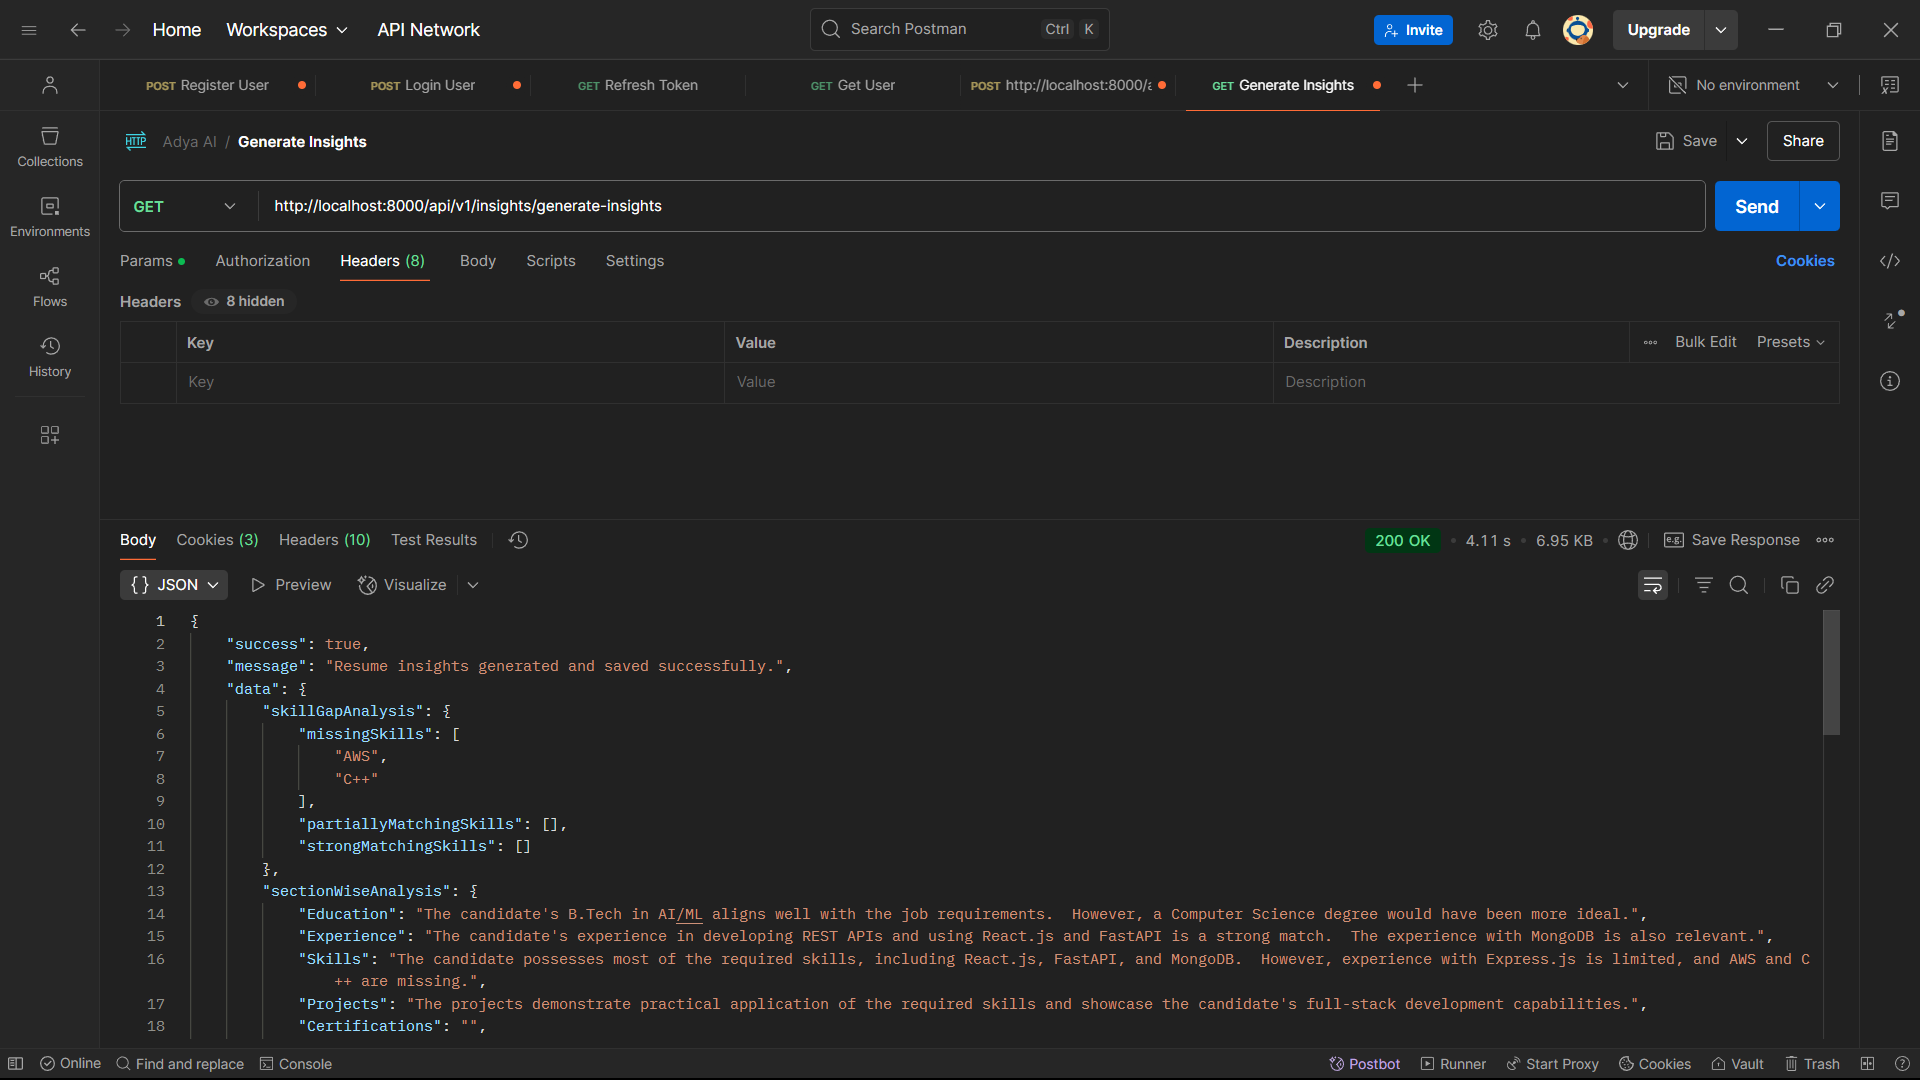 Home Workspaces API Network Search Postman Ctrl K Invite Upgrade
POST Register User POST Login User GET Refresh Token GET Get User POST http://localhost:8000/a GET Generate Insights No environment
HTTP Adya AI / Generate Insights Save Share
GET http://localhost:8000/api/v1/insights/generate-insights Send
Params Authorization Headers (8) Body Scripts Settings Cookies
Headers 8 hidden
Key Value Description Bulk Edit Presets
Key Value Description
Collections
Environments
Flows
History
Body Cookies (3) Headers (10) Test Results 200 OK 4.11 s 6.95 KB e.g. Save Response
{} JSON Preview Visualize
1 {
2 "success": true,
3 "message": "Resume insights generated and saved successfully.",
4 "data": {
5 "skillGapAnalysis": {
6 "missingSkills": [
7 "AWS",
8 "C++"
9 ],
10 "partiallyMatchingSkills": [],
11 "strongMatchingSkills": []
12 },
13 "sectionWiseAnalysis": {
14 "Education": "The candidate's B.Tech in AI/ML aligns well with the job requirements.  However, a Computer Science degree would have been more ideal.",
15 "Experience": "The candidate's experience in developing REST APIs and using React.js and FastAPI is a strong match.  The experience with MongoDB is also relevant.",
16 "Skills": "The candidate possesses most of the required skills, including React.js, FastAPI, and MongoDB.  However, experience with Express.js is limited, and AWS and C
++ are missing.",
17 "Projects": "The projects demonstrate practical application of the required skills and showcase the candidate's full-stack development capabilities.",
18 "Certifications": "",
Online Find and replace Console Postbot Runner Start Proxy Cookies Vault Trash